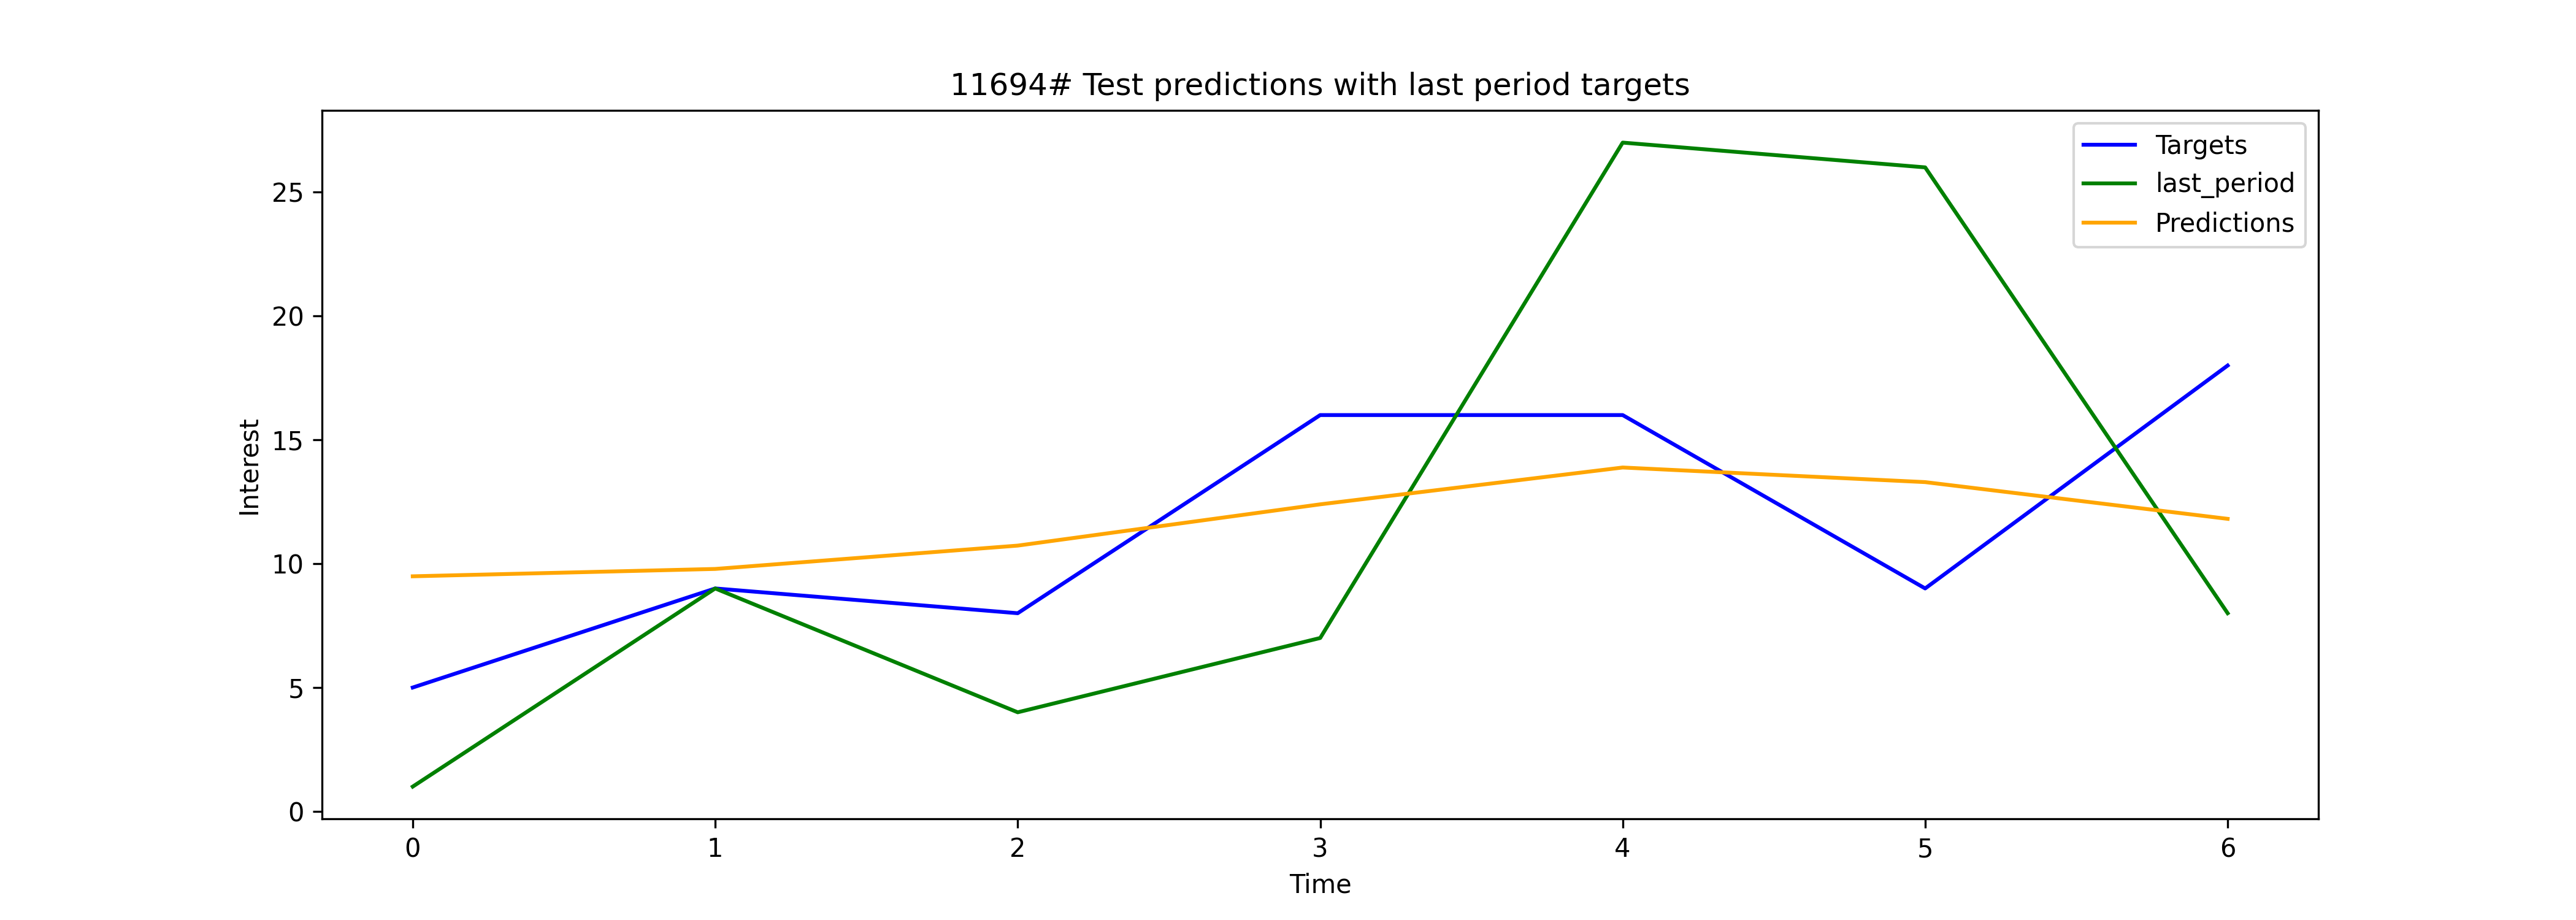 11694# Test predictions with last period targets
Targets
last_period
Predictions
Interest
25
20
15
10
5
0
0 1 2 3 4 5 6
Time